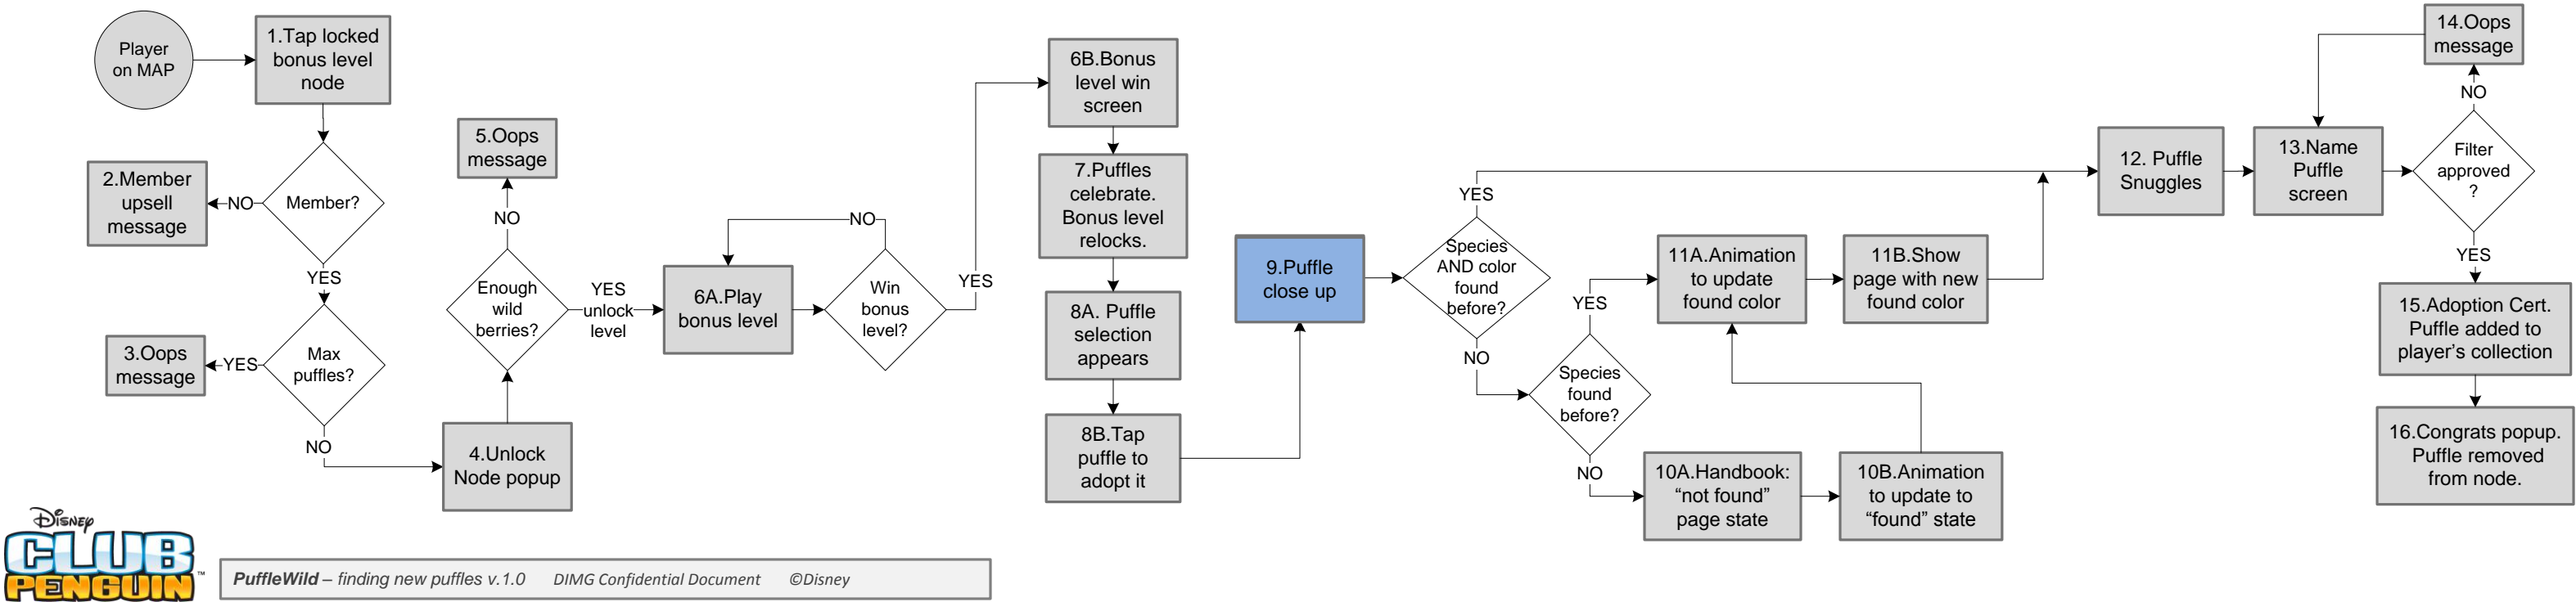 Player
on MAP
1.Tap locked
bonus level
node
Member?
NO
2.Member
upsell
message
YES
Max
puffles?
YES
3.Oops
message
NO
4.Unlock
Node popup
Enough
wild
berries?
NO
5.Oops
message
YES
unlock
level
6A.Play
bonus level
Win
bonus
level?
NO
YES
6B.Bonus
level win
screen
7.Puffles
celebrate.
Bonus level
relocks.
8A. Puffle
selection
appears
8B.Tap
puffle to
adopt it
9.Puffle
close up
Species
AND color
found
before?
YES
NO
Species
found
before?
YES
NO
10A.Handbook:
“not found”
page state
10B.Animation
to update to
“found” state
11A.Animation
to update
found color
11B.Show
page with new
found color
12. Puffle
Snuggles
13.Name
Puffle
screen
Filter
approved
?
NO
14.Oops
message
YES
15.Adoption Cert.
Puffle added to
player’s collection
16.Congrats popup.
Puffle removed
from node.
Disney
CLUB
PENGUIN™
PuffleWild – finding new puffles v.1.0 DIMG Confidential Document ©Disney